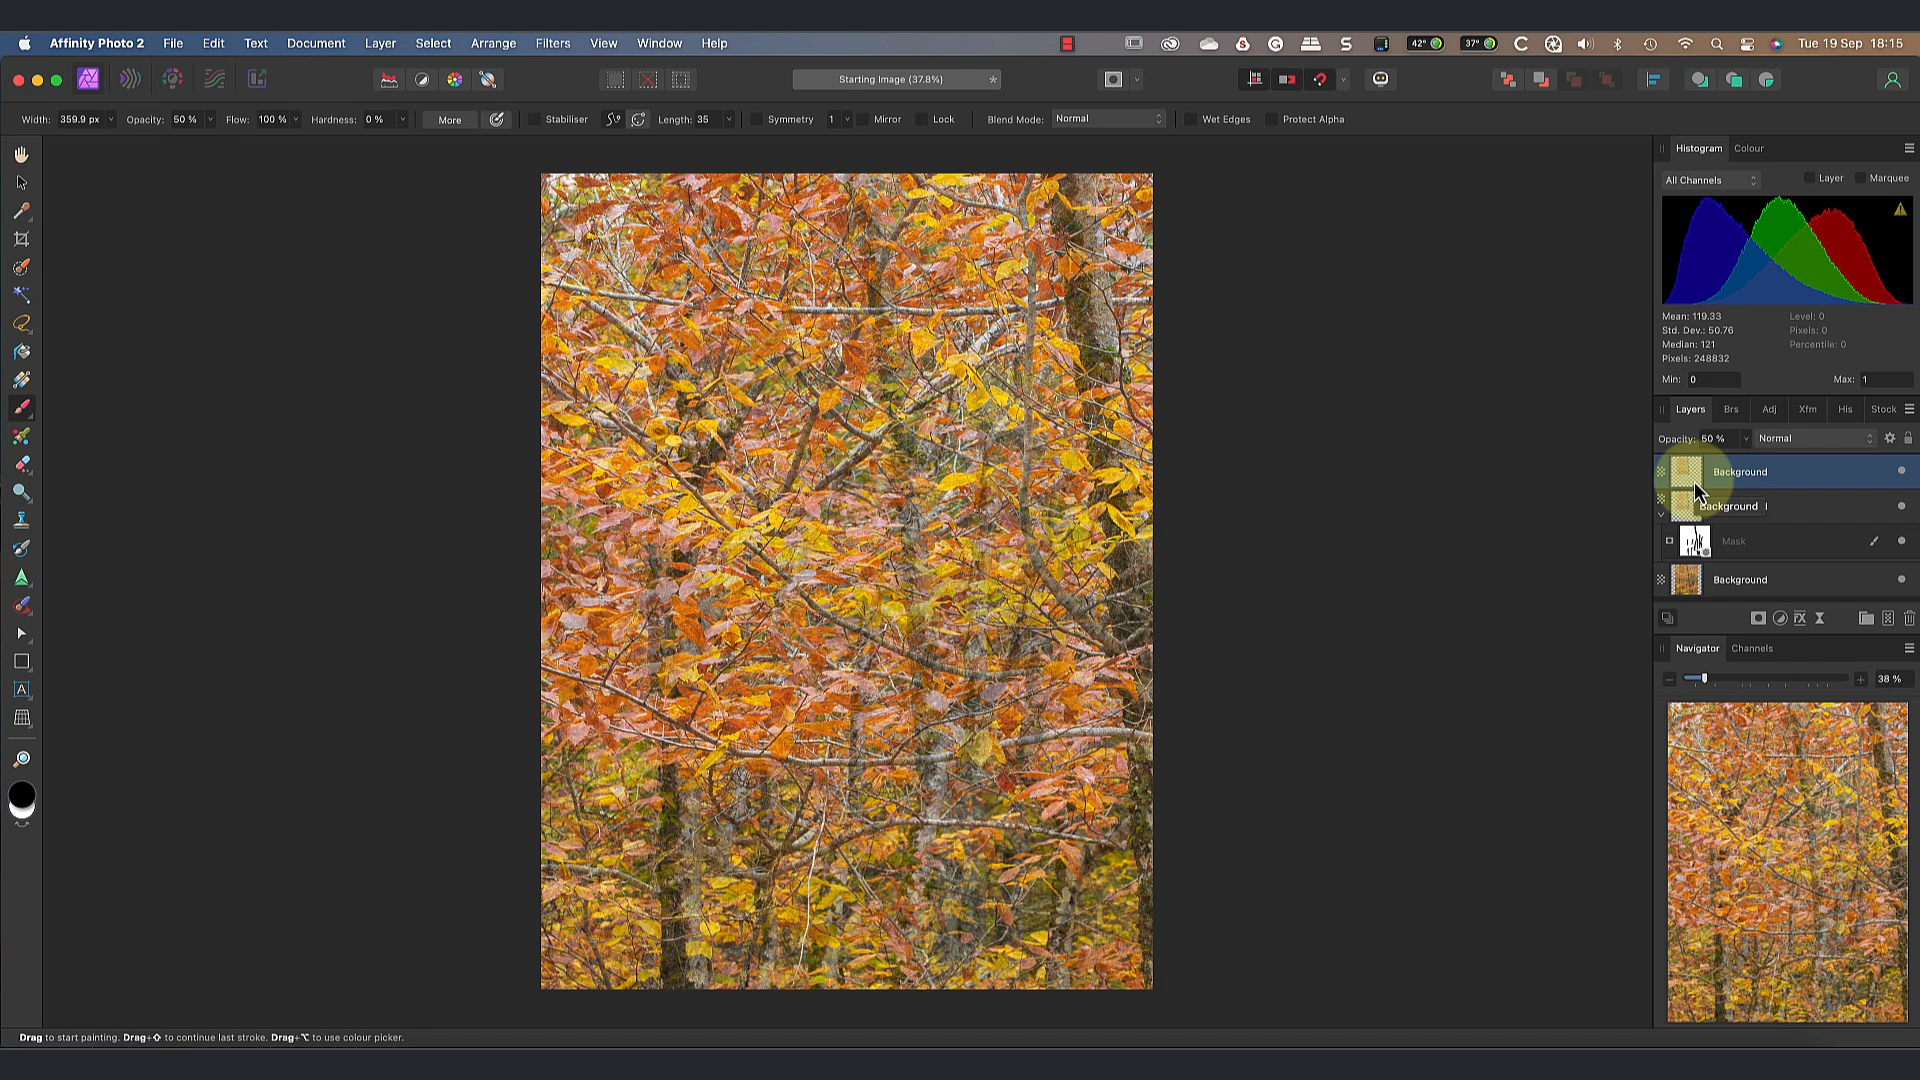 Affinity Photo 2 File Edit Text Document Layer Select Arrange Filters View Window Help 42° 37° Tue 19 Sep 18:15
Starting Image (37.8%) *
Width: 359.9 px Opacity: 50 % Flow: 100 % Hardness: 0 % More Stabiliser Length: 35 Symmetry 1 Mirror Lock Blend Mode: Normal Wet Edges Protect Alpha
Histogram Colour
All Channels Layer Marquee
Mean: 119.33 Level: 0
Std. Dev.: 50.76 Pixels: 0
Median: 121 Percentile: 0
Pixels: 248832
Min: 0 Max: 1
Layers Brs Adj Xfm His Stock
Opacity: 50 % Normal
Background
Background
Mask
Background
Navigator Channels
38 %
Drag to start painting. Drag+⇧ to continue last stroke. Drag+⌥ to use colour picker.